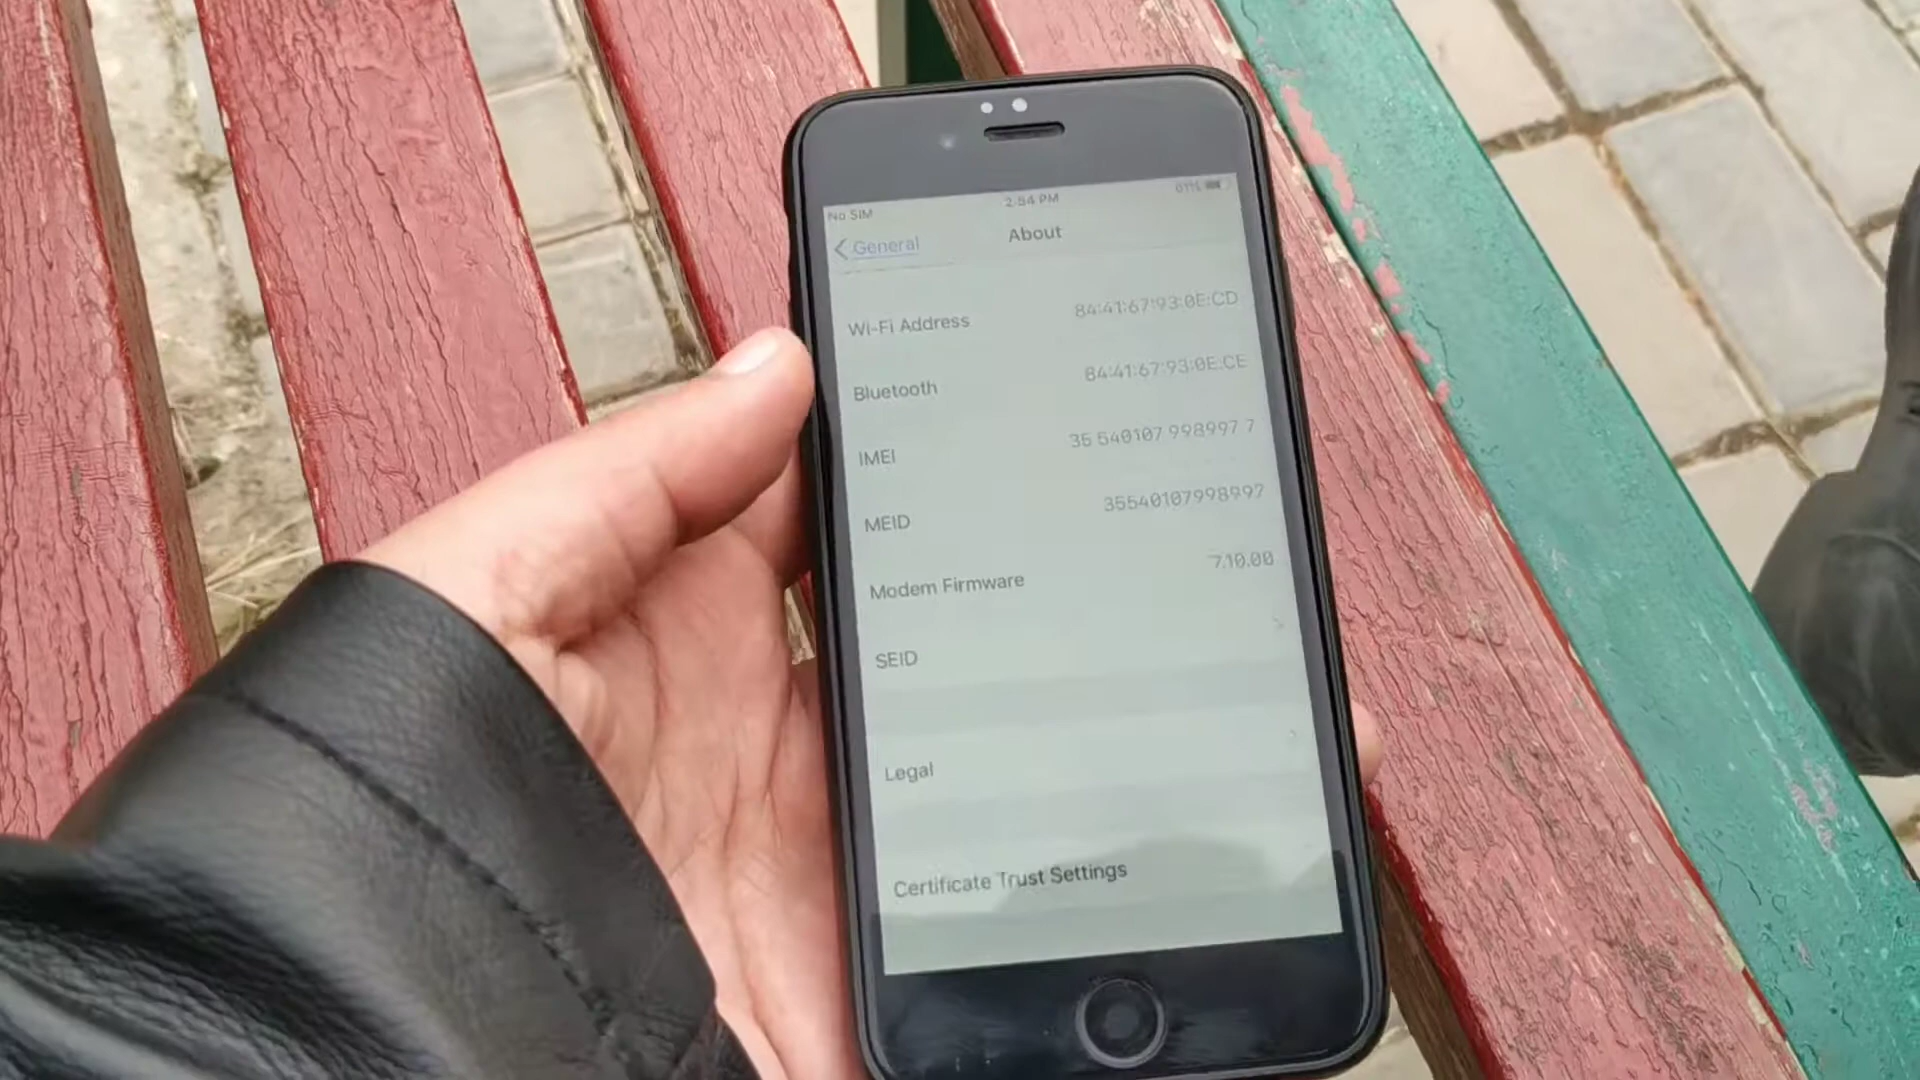 No SIM 2:54 PM 61%
General About
Wi-Fi Address 84:41:67:93:0E:CD
Bluetooth 84:41:67:93:0E:CE
IMEI 35 540107 998997 7
MEID 35540107998997
Modem Firmware 7.10.00
SEID
Legal
Certificate Trust Settings